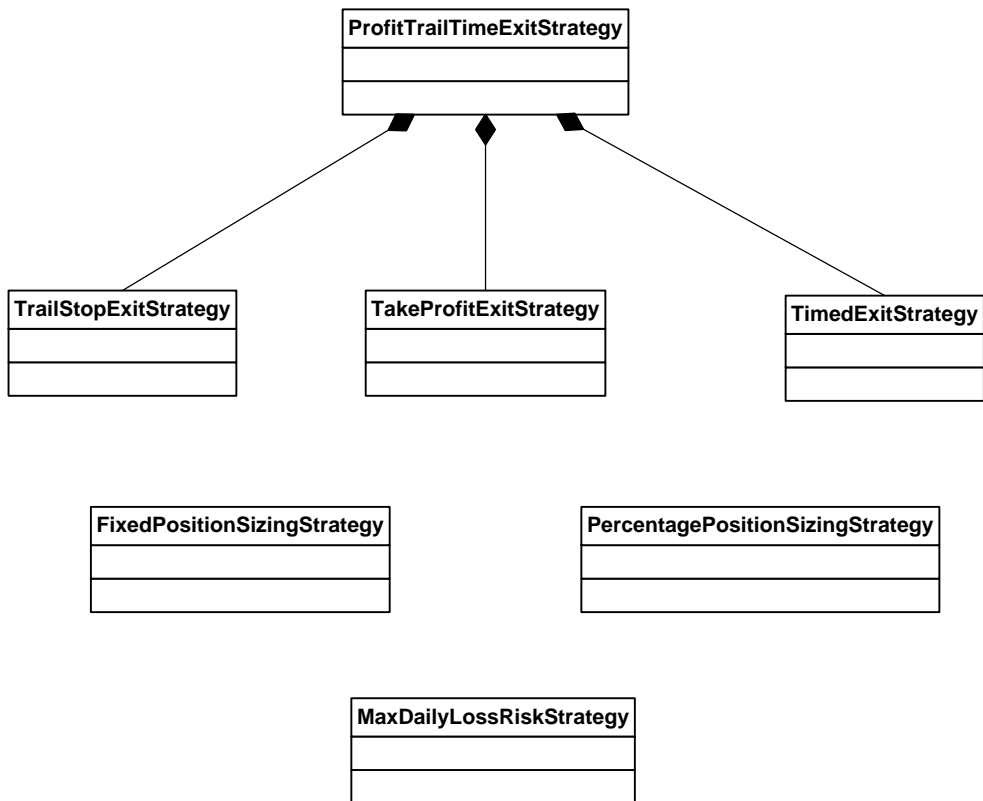 ProfitTrailTimeExitStrategy
TrailStopExitStrategy
TakeProfitExitStrategy
TimedExitStrategy
FixedPositionSizingStrategy
PercentagePositionSizingStrategy
MaxDailyLossRiskStrategy